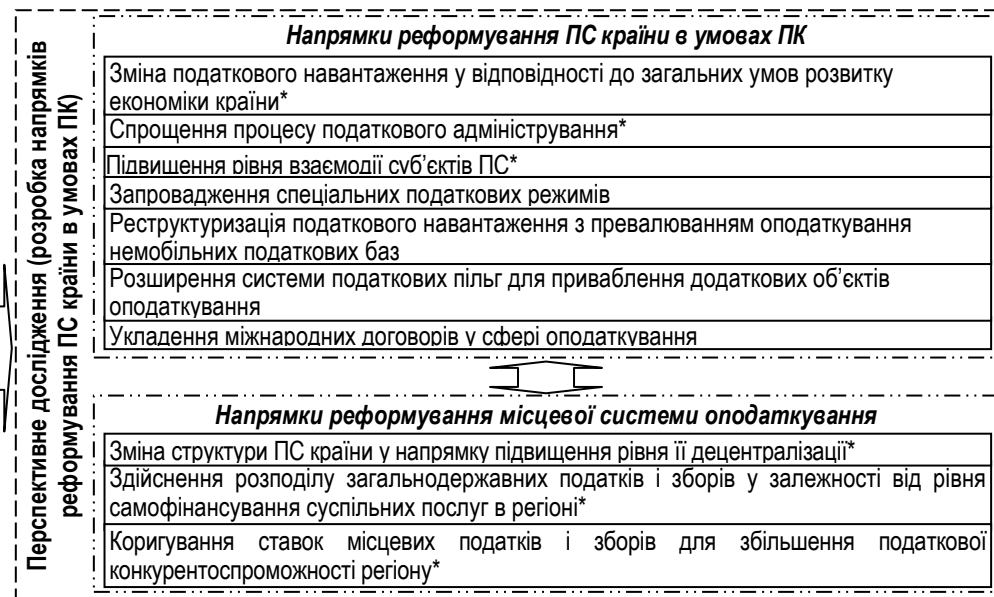 Перспективне дослідження (розробка напрямків
реформування ПС країни в умовах ПК)
Напрямки реформування ПС країни в умовах ПК
Зміна податкового навантаження у відповідності до загальних умов розвитку
економіки країни*
Спрощення процесу податкового адміністрування*
Підвищення рівня взаємодії суб’єктів ПС*
Запровадження спеціальних податкових режимів
Реструктуризація податкового навантаження з превалюванням оподаткування
немобільних податкових баз
Розширення системи податкових пільг для приваблення додаткових об’єктів
оподаткування
Укладення міжнародних договорів у сфері оподаткування
Напрямки реформування місцевої системи оподаткування
Зміна структури ПС країни у напрямку підвищення рівня її децентралізації*
Здійснення розподілу загальнодержавних податків і зборів у залежності від рівня
самофінансування суспільних послуг в регіоні*
Коригування ставок місцевих податків і зборів для збільшення податкової
конкурентоспроможності регіону*